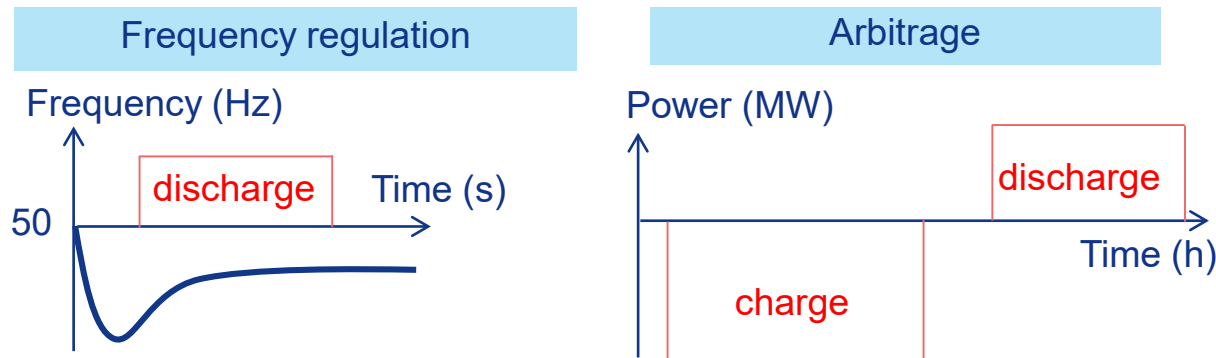 Frequency regulation
Frequency (Hz)
discharge
Time (s)
50
Arbitrage
Power (MW)
discharge
Time (h)
charge